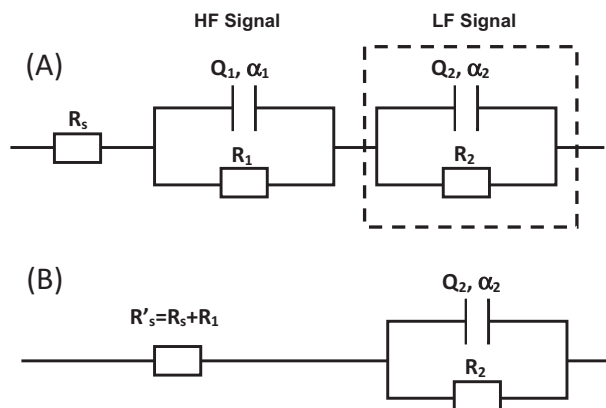 HF Signal LF Signal
(A)
Q₁, α₁ Q₂, α₂
Rₛ
R₁ R₂
(B)
Q₂, α₂
R'ₛ=Rₛ+R₁
R₂